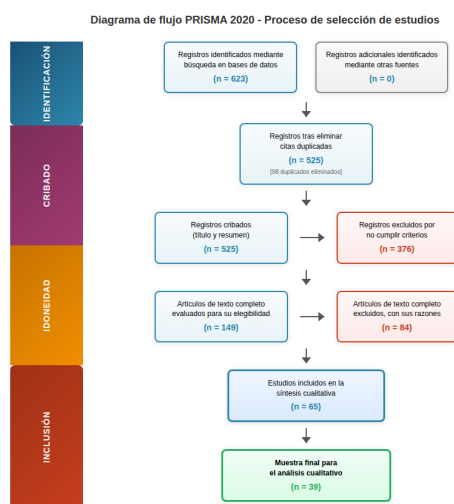 Diagrama de flujo PRISMA 2020 - Proceso de selección de estudios
IDENTIFICACIÓN
Registros identificados mediante
búsqueda en bases de datos
(n = 623)
Registros adicionales identificados
mediante otras fuentes
(n = 0)
CRIBADO
Registros tras eliminar
citas duplicadas
(n = 525)
[98 duplicados eliminados]
Registros cribados
(título y resumen)
(n = 525)
Registros excluidos por
no cumplir criterios
(n = 376)
IDONEIDAD
Artículos de texto completo
evaluados para su elegibilidad
(n = 149)
Artículos de texto completo
excluidos, con sus razones
(n = 84)
INCLUSIÓN
Estudios incluidos en la
síntesis cualitativa
(n = 65)
Muestra final para
el análisis cualitativo
(n = 39)